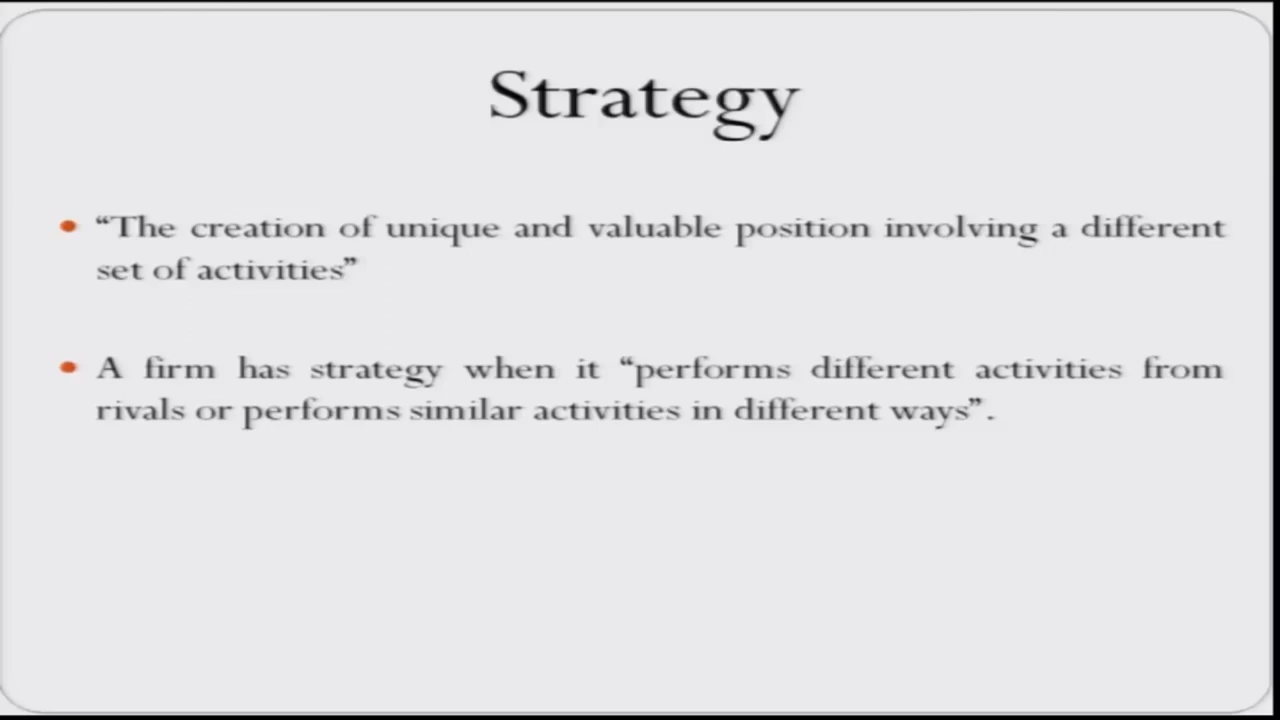 Strategy
• “The creation of unique and valuable position involving a different
set of activities”
• A firm has strategy when it “performs different activities from
rivals or performs similar activities in different ways”.